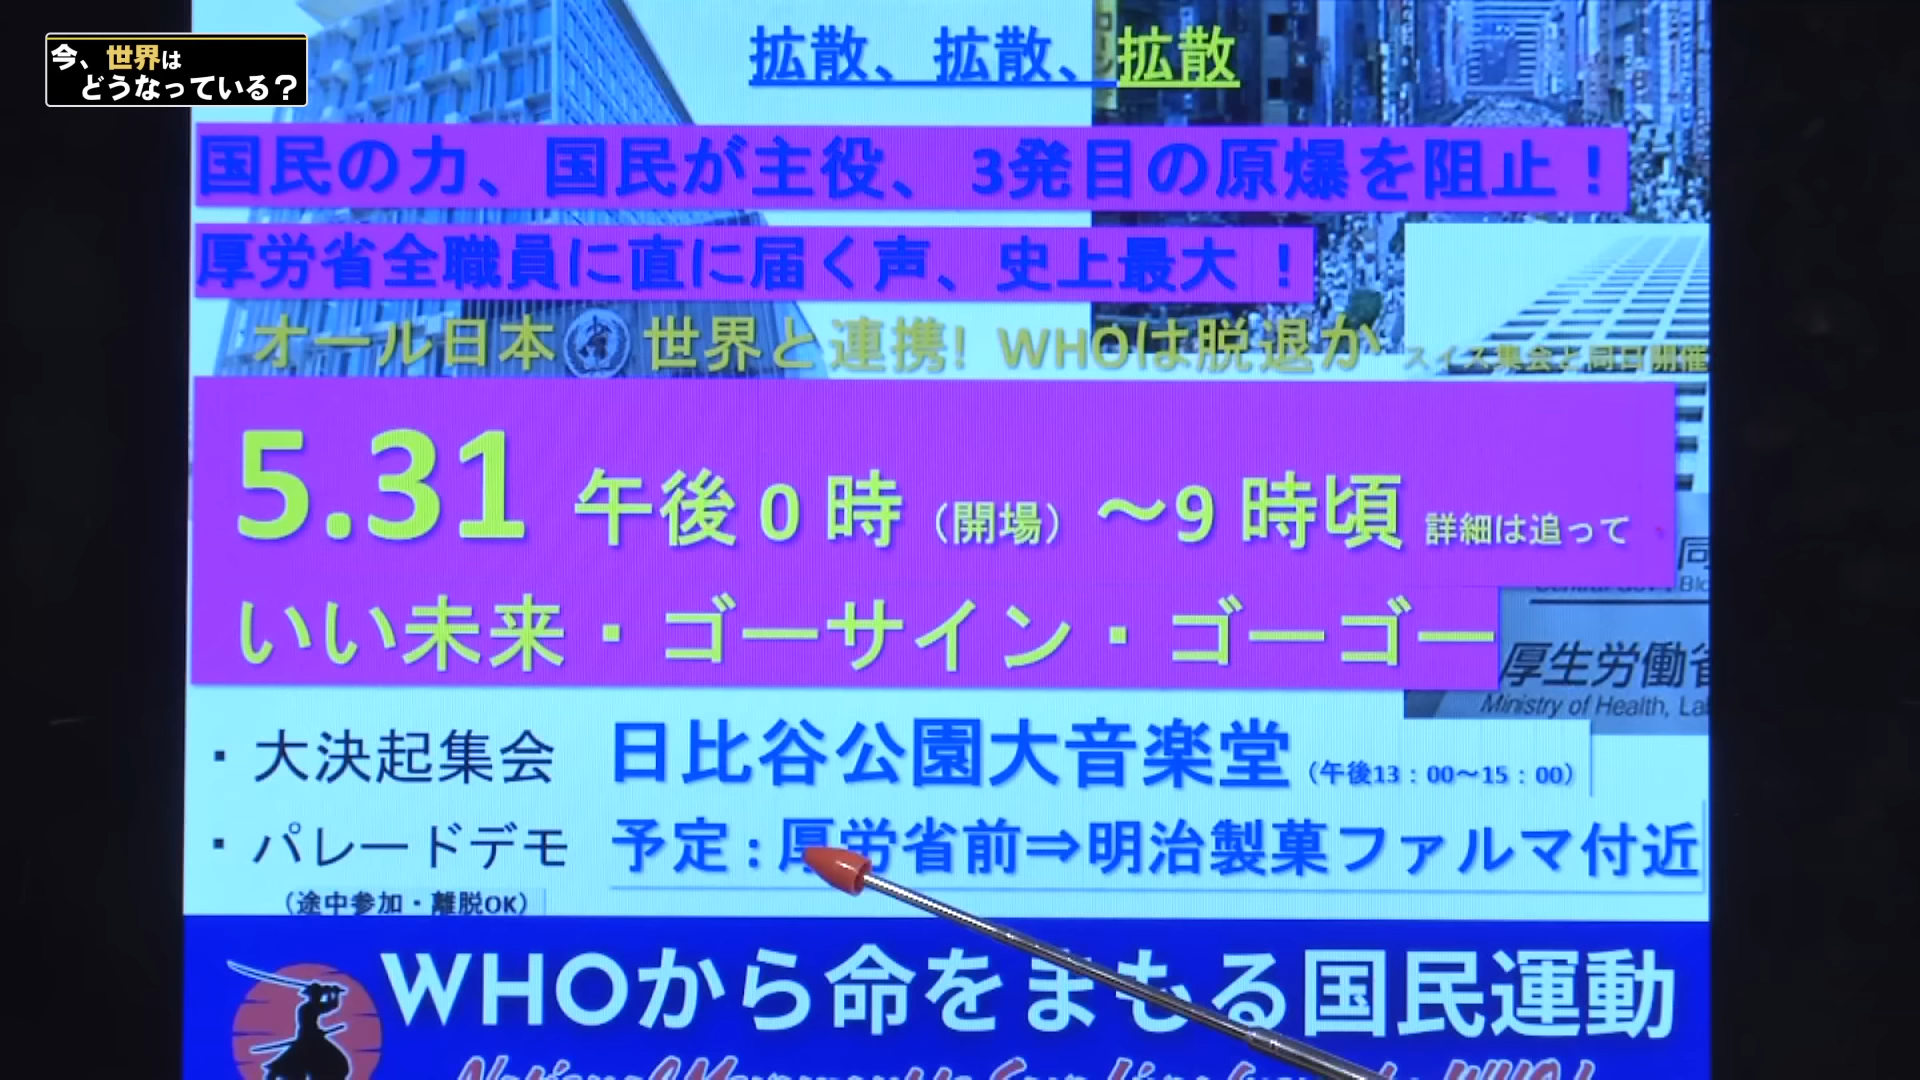 今、世界は
どうなっている？
拡散、拡散、拡散
国民の力、国民が主役、3発目の原爆を阻止！
厚労省全職員に直に届く声、史上最大！
オール日本 世界と連携! WHOは脱退か スイス集会と同日開催
5.31 午後0時（開場）～9時頃 詳細は追って
いい未来・ゴーサイン・ゴーゴー
厚生労働省
Ministry of Health, La
・大決起集会 日比谷公園大音楽堂（午後13：00～15：00）
・パレードデモ 予定：厚労省前⇒明治製菓ファルマ付近
（途中参加・離脱OK）
WHOから命をまもる国民運動